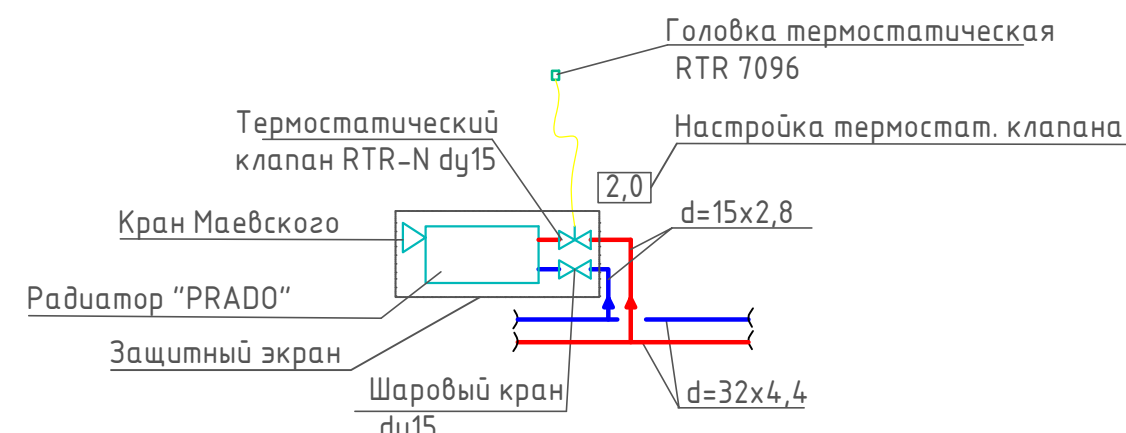 Головка термостатическая
RTR 7096
Термостатический
клапан RTR-N dy15
Настройка термостат. клапана
2,0
Кран Маевского
d=15x2,8
Радиатор "PRADO"
Защитный экран
Шаровый кран
dy15
d=32x4,4